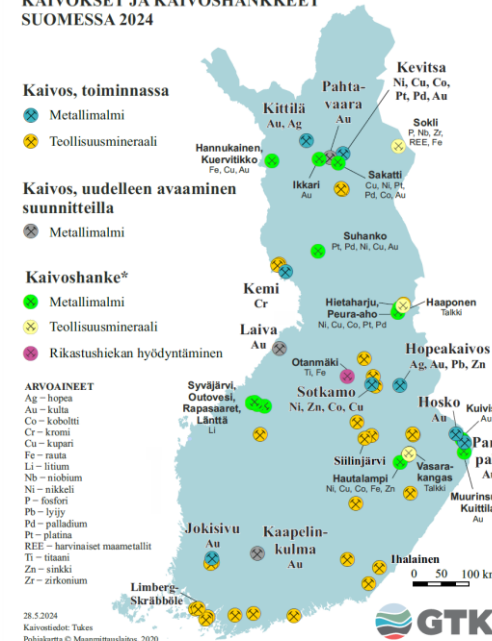 KAIVOKSET JA KAIVOSHANKKEET
SUOMESSA 2024
Kaivos, toiminnassa
Metallimalmi
Teollisuusmineraali
Kaivos, uudelleen avaaminen
suunnitteilla
Metallimalmi
Kaivoshanke*
Metallimalmi
Teollisuusmineraali
Rikastushiekan hyödyntäminen
ARVOAINEET
Ag – hopea
Au – kulta
Co – koboltti
Cr – kromi
Cu – kupari
Fe – rauta
Li – litium
Nb – niobium
Ni – nikkeli
P – fosfori
Pb – lyijy
Pd – palladium
Pt – platina
REE – harvinaiset maametallit
Ti – titaani
Zn – sinkki
Zr – zirkonium
28.5.2024
Kaivostiedot: Tukes
Pohjakartta © Maanmittauslaitos, 2020
Kevitsa
Ni, Cu, Co,
Pt, Pd, Au
Pahta-
vaara
Au
Kittilä
Au, Ag
Sokli
P, Nb, Zr,
REE, Fe
Hannukainen,
Kuervitikko
Fe, Cu, Au
Ikkari
Au
Sakatti
Cu, Ni, Pt,
Pd, Co, Au
Suhanko
Pt, Pd, Ni, Cu, Au
Kemi
Cr
Hietaharju,
Peura-aho
Ni, Cu, Co, Pt, Pd
Haaponen
Talkki
Laiva
Au
Otanmäki
Ti, Fe
Hopeakaivos
Ag, Au, Pb, Zn
Sotkamo
Ni, Zn, Co, Cu
Syväjärvi,
Outovesi,
Rapasaaret,
Länttä
Li
Hosko
Au
Siilinjärvi
Hautalampi
Ni, Cu, Co, Fe, Zn
Vasara-
kangas
Talkki
Au
Jokisivu
Au
Kaapelin-
kulma
Au
Ihalainen
Limberg-
Skräbböle
0 50 100
GTK